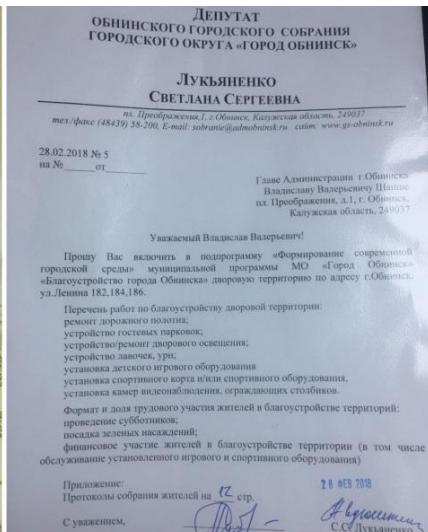 ДЕПУТАТ
ОБНИНСКОГО ГОРОДСКОГО СОБРАНИЯ
ГОРОДСКОГО ОКРУГА «ГОРОД ОБНИНСК»
ЛУКЬЯНЕНКО
СВЕТЛАНА СЕРГЕЕВНА
пл. Преображения,1, г.Обнинск, Калужская область, 249037
тел./факс (48439) 58-200, E-mail: sobranie@admobninsk.ru сайт: www.gs-obninsk.ru
28.02.2018 № 5
на №______от________
Главе Администрации г.Обнинска
Владиславу Валерьевичу Шапше
пл. Преображения, д.1, г. Обнинск,
Калужская область, 249037
Уважаемый Владислав Валерьевич!
Прошу Вас включить в подпрограмму «Формирование современной
городской среды» муниципальной программы МО «Город Обнинск»
«Благоустройство города Обнинска» дворовую территорию по адресу г.Обнинск,
ул.Ленина 182,184,186.
Перечень работ по благоустройству дворовой территории:
ремонт дорожного полотна;
устройство гостевых парковок;
устройство/ремонт дворового освещения;
устройство лавочек, урн;
установка детского игрового оборудования
установка спортивного корта и/или спортивного оборудования,
установка камер видеонаблюдения, ограждающих столбиков.
Формат и доля трудового участия жителей в благоустройстве территорий:
проведение субботников;
посадка зеленых насаждений;
финансовое участие жителей в благоустройстве территории (в том числе
обслуживание установленного игрового и спортивного оборудования)
Приложение:
28 ФЕВ 2018
Протоколы собрания жителей на 12 стр.
С уважением,
С.С. Лукьяненко